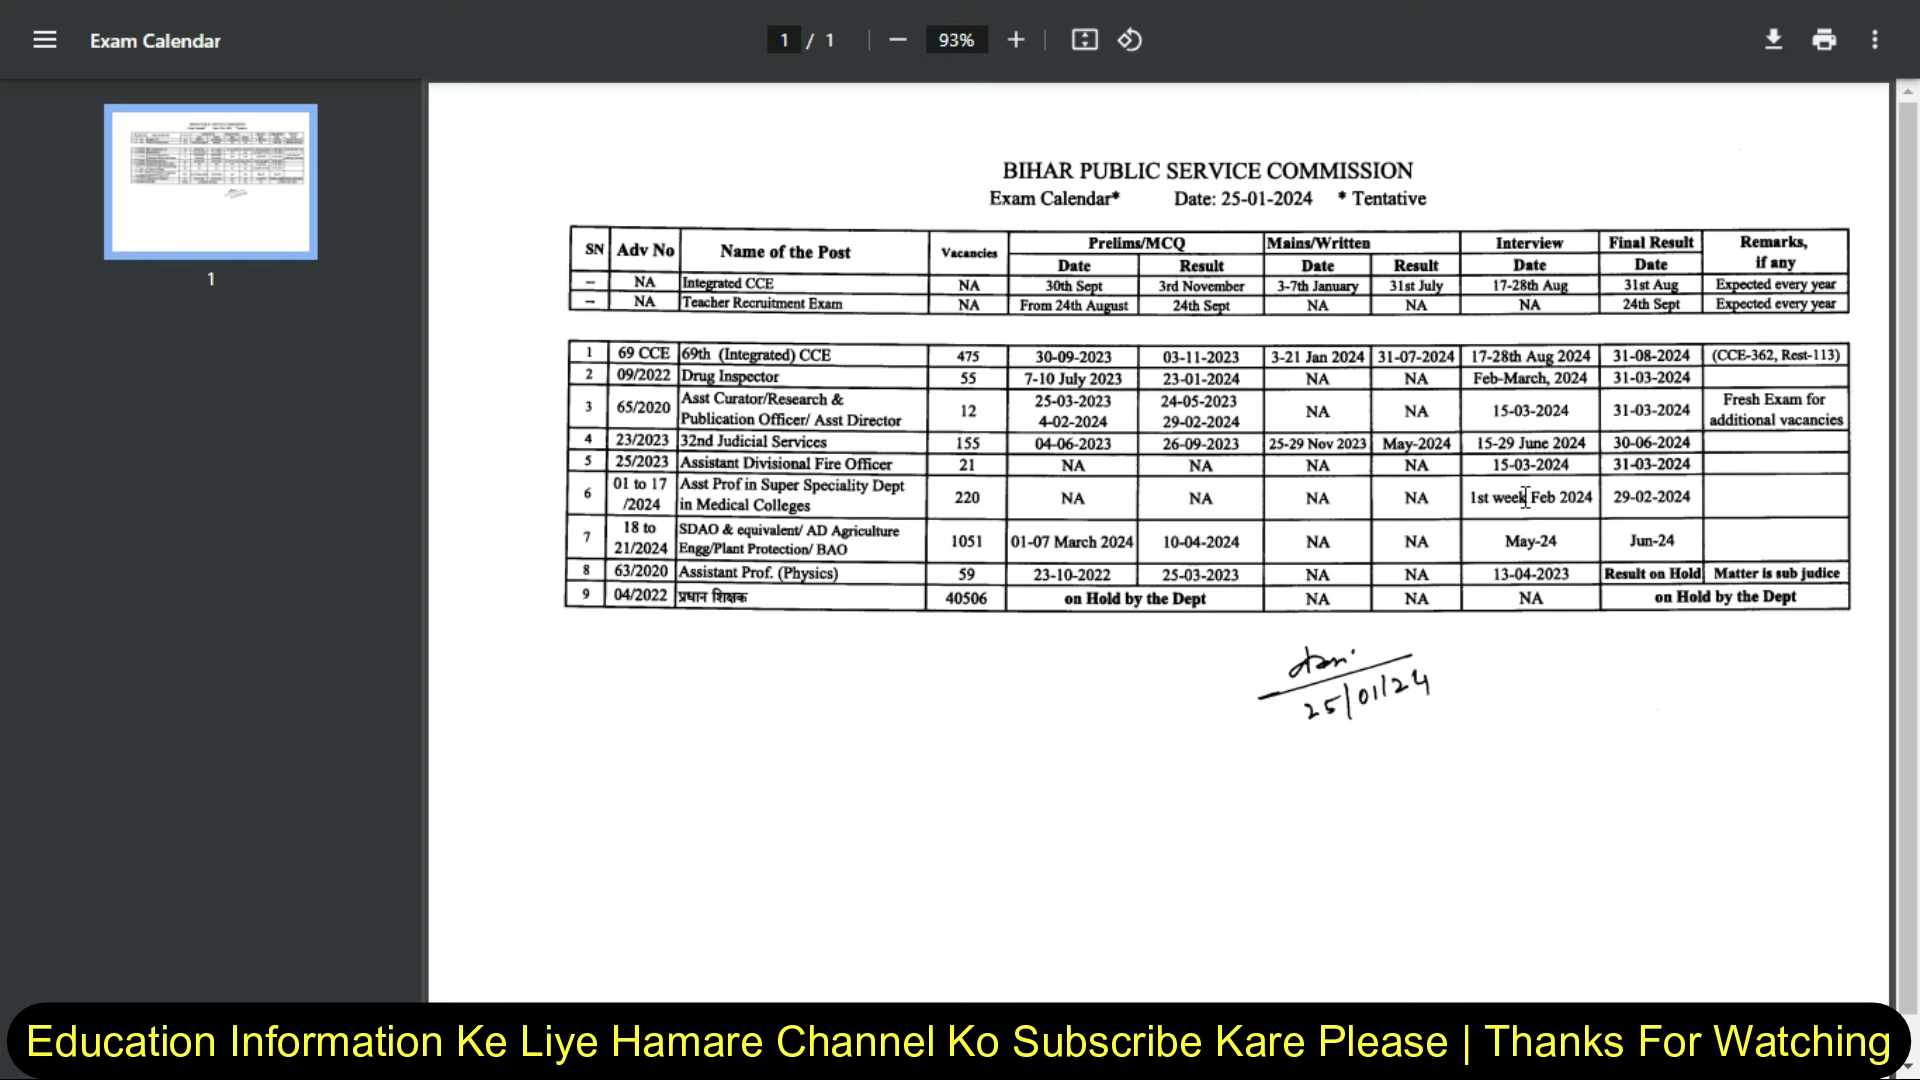 Exam Calendar
1 / 1
93%
1
BIHAR PUBLIC SERVICE COMMISSION
Exam Calendar* Date: 25-01-2024 * Tentative
SN Adv No Name of the Post Vacancies Prelims/MCQ Mains/Written Interview Final Result Remarks, if any
Date Result Date Result Date Date
-- NA Integrated CCE NA 30th Sept 3rd November 3-7th January 31st July 17-28th Aug 31st Aug Expected every year
-- NA Teacher Recruitment Exam NA From 24th August 24th Sept NA NA NA 24th Sept Expected every year
1 69 CCE 69th (Integrated) CCE 475 30-09-2023 03-11-2023 3-21 Jan 2024 31-07-2024 17-28th Aug 2024 31-08-2024 (CCE-362, Rest-113)
2 09/2022 Drug Inspector 55 7-10 July 2023 23-01-2024 NA NA Feb-March, 2024 31-03-2024
3 65/2020 Asst Curator/Research & Publication Officer/ Asst Director 12 25-03-2023 4-02-2024 24-05-2023 29-02-2024 NA NA 15-03-2024 31-03-2024 Fresh Exam for additional vacancies
4 23/2023 32nd Judicial Services 155 04-06-2023 26-09-2023 25-29 Nov 2023 May-2024 15-29 June 2024 30-06-2024
5 25/2023 Assistant Divisional Fire Officer 21 NA NA NA NA 15-03-2024 31-03-2024
6 01 to 17 /2024 Asst Prof in Super Speciality Dept in Medical Colleges 220 NA NA NA NA 1st week Feb 2024 29-02-2024
7 18 to 21/2024 SDAO & equivalent/ AD Agriculture Engg/Plant Protection/ BAO 1051 01-07 March 2024 10-04-2024 NA NA May-24 Jun-24
8 63/2020 Assistant Prof. (Physics) 59 23-10-2022 25-03-2023 NA NA 13-04-2023 Result on Hold Matter is sub judice
9 04/2022 प्रधान शिक्षक 40506 on Hold by the Dept NA NA NA on Hold by the Dept
25/01/24
Education Information Ke Liye Hamare Channel Ko Subscribe Kare Please | Thanks For Watching